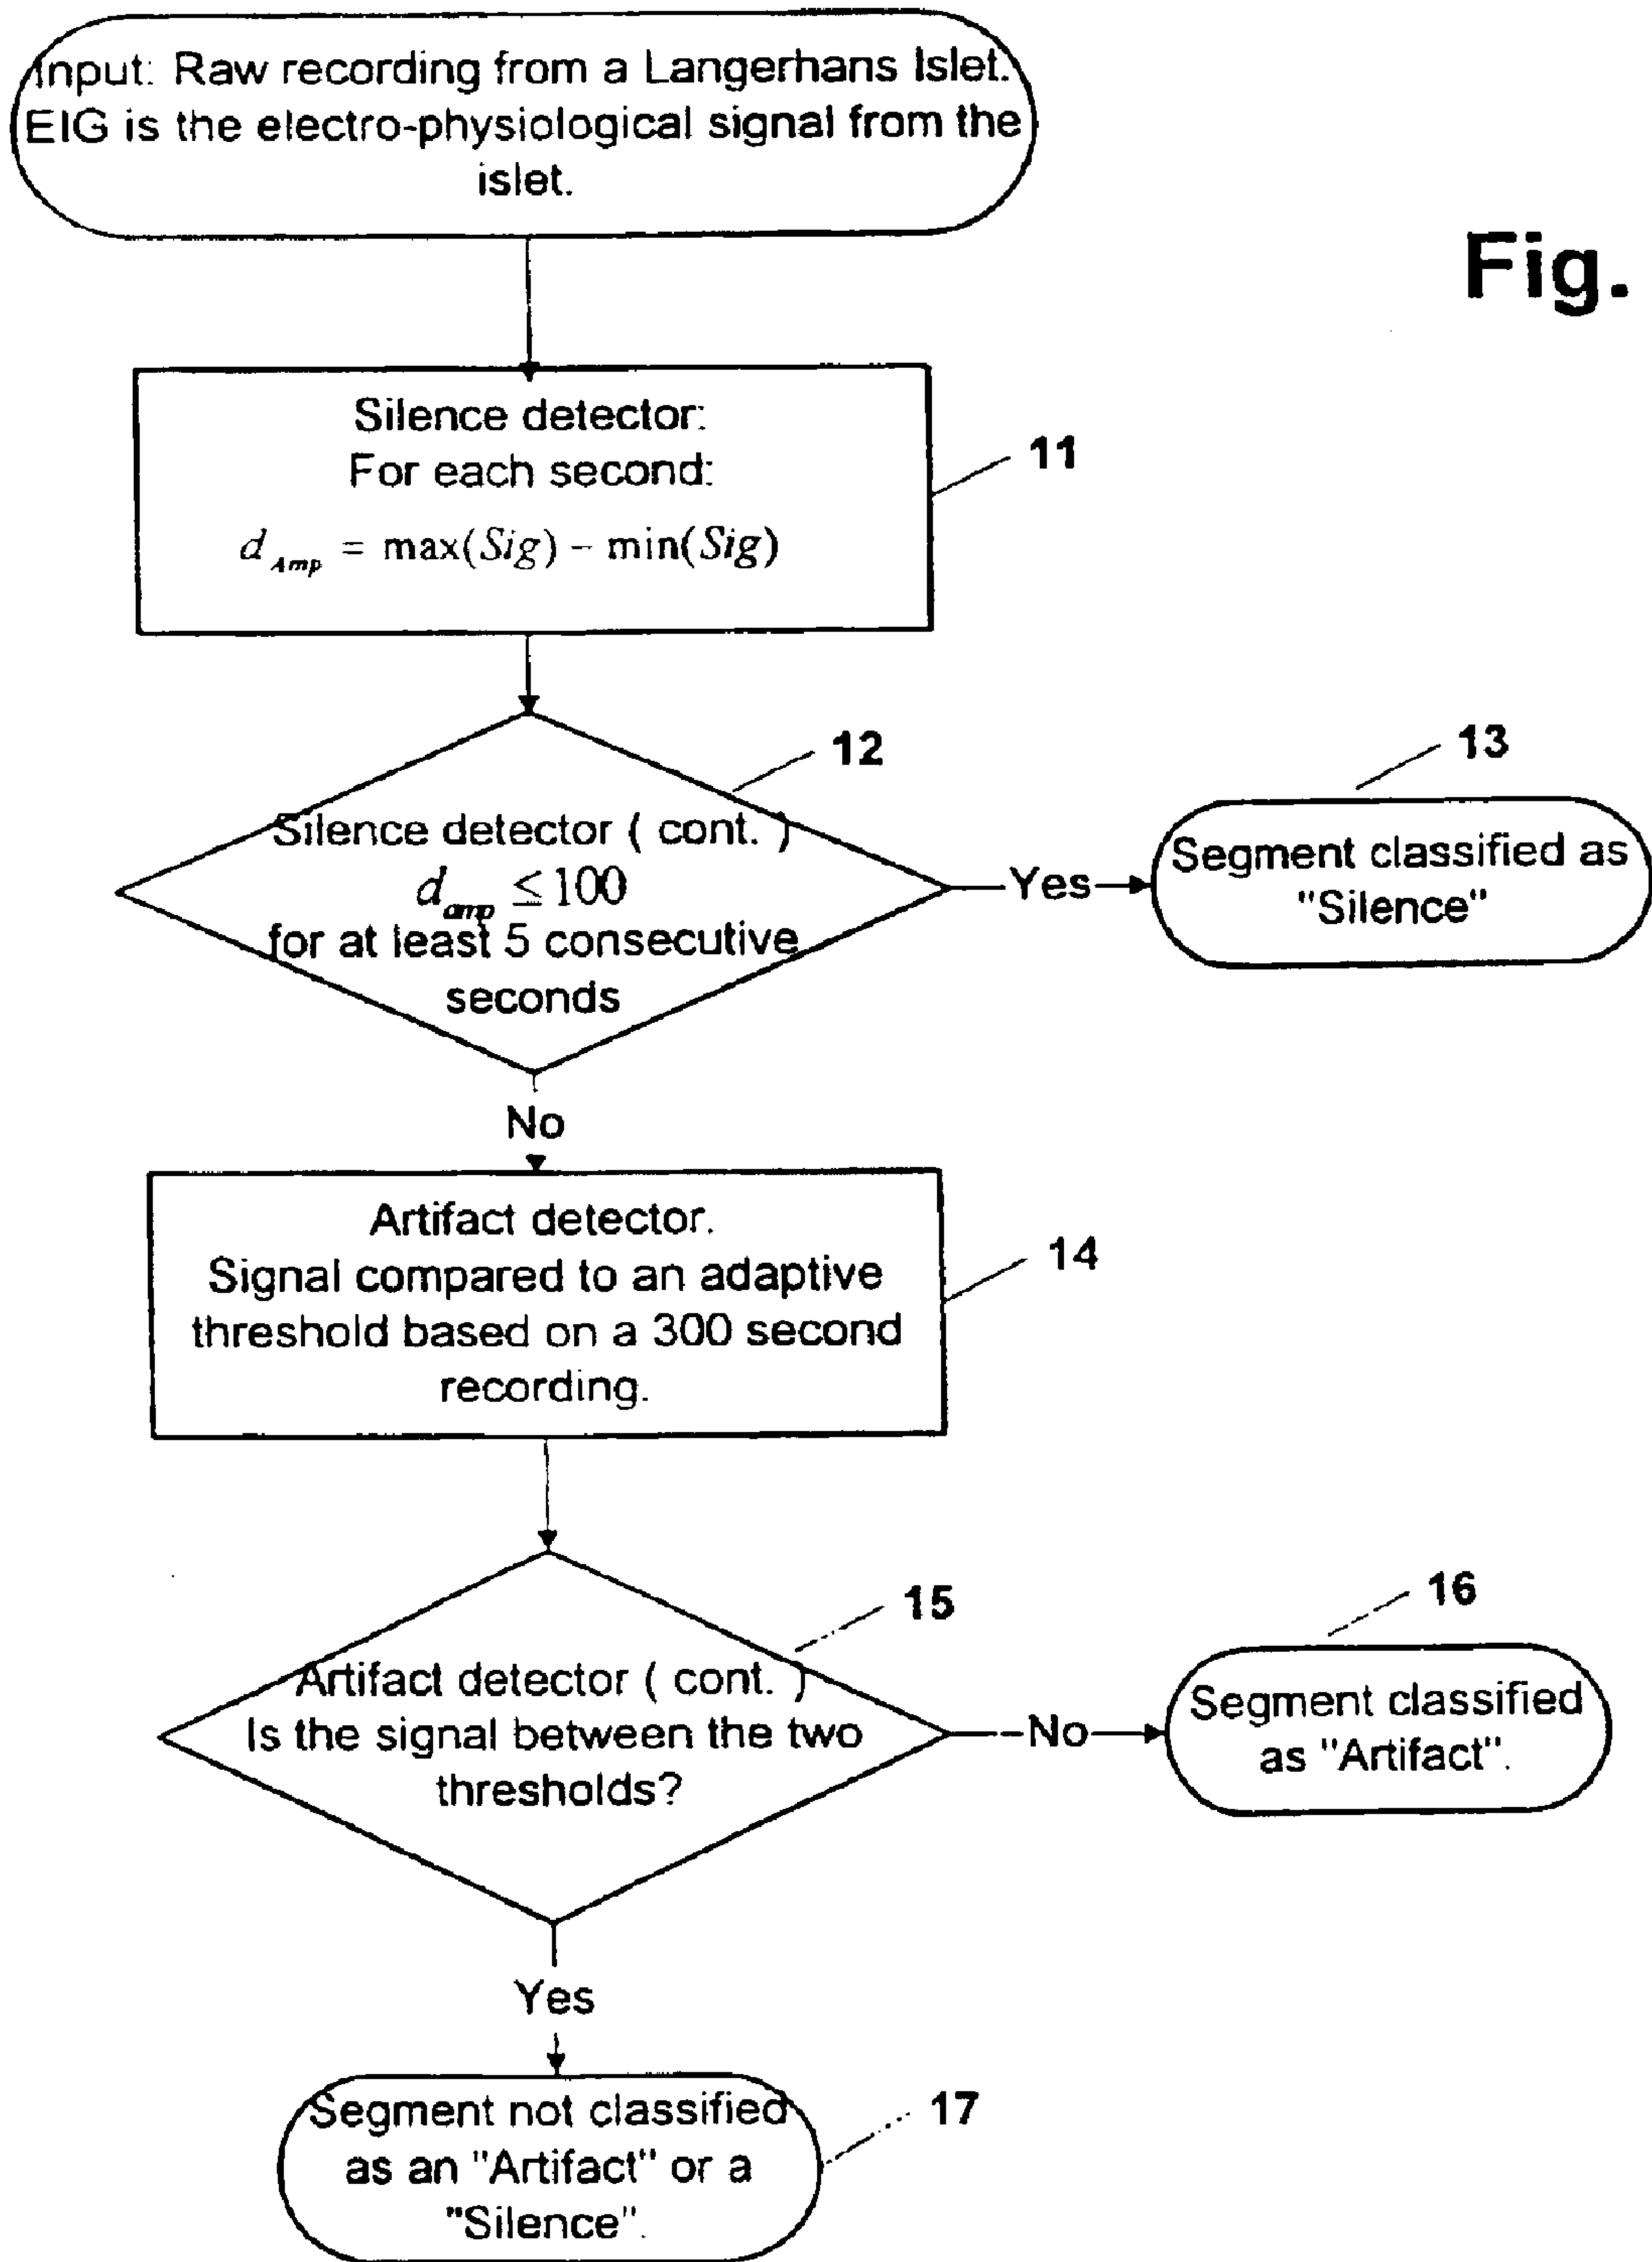 Input: Raw recording from a Langerhans Islet.
EIG is the electro-physiological signal from the
islet.
Fig.
Silence detector:
For each second:
d_Amp = max(Sig) – min(Sig)
11
12
Silence detector ( cont. )
d_amp ≤ 100
for at least 5 consecutive
seconds
Yes
13
Segment classified as
"Silence"
No
Artifact detector.
Signal compared to an adaptive
threshold based on a 300 second
recording.
14
15
Artifact detector ( cont. )
Is the signal between the two
thresholds?
No
16
Segment classified
as "Artifact".
Yes
Segment not classified
as an "Artifact" or a
"Silence".
17